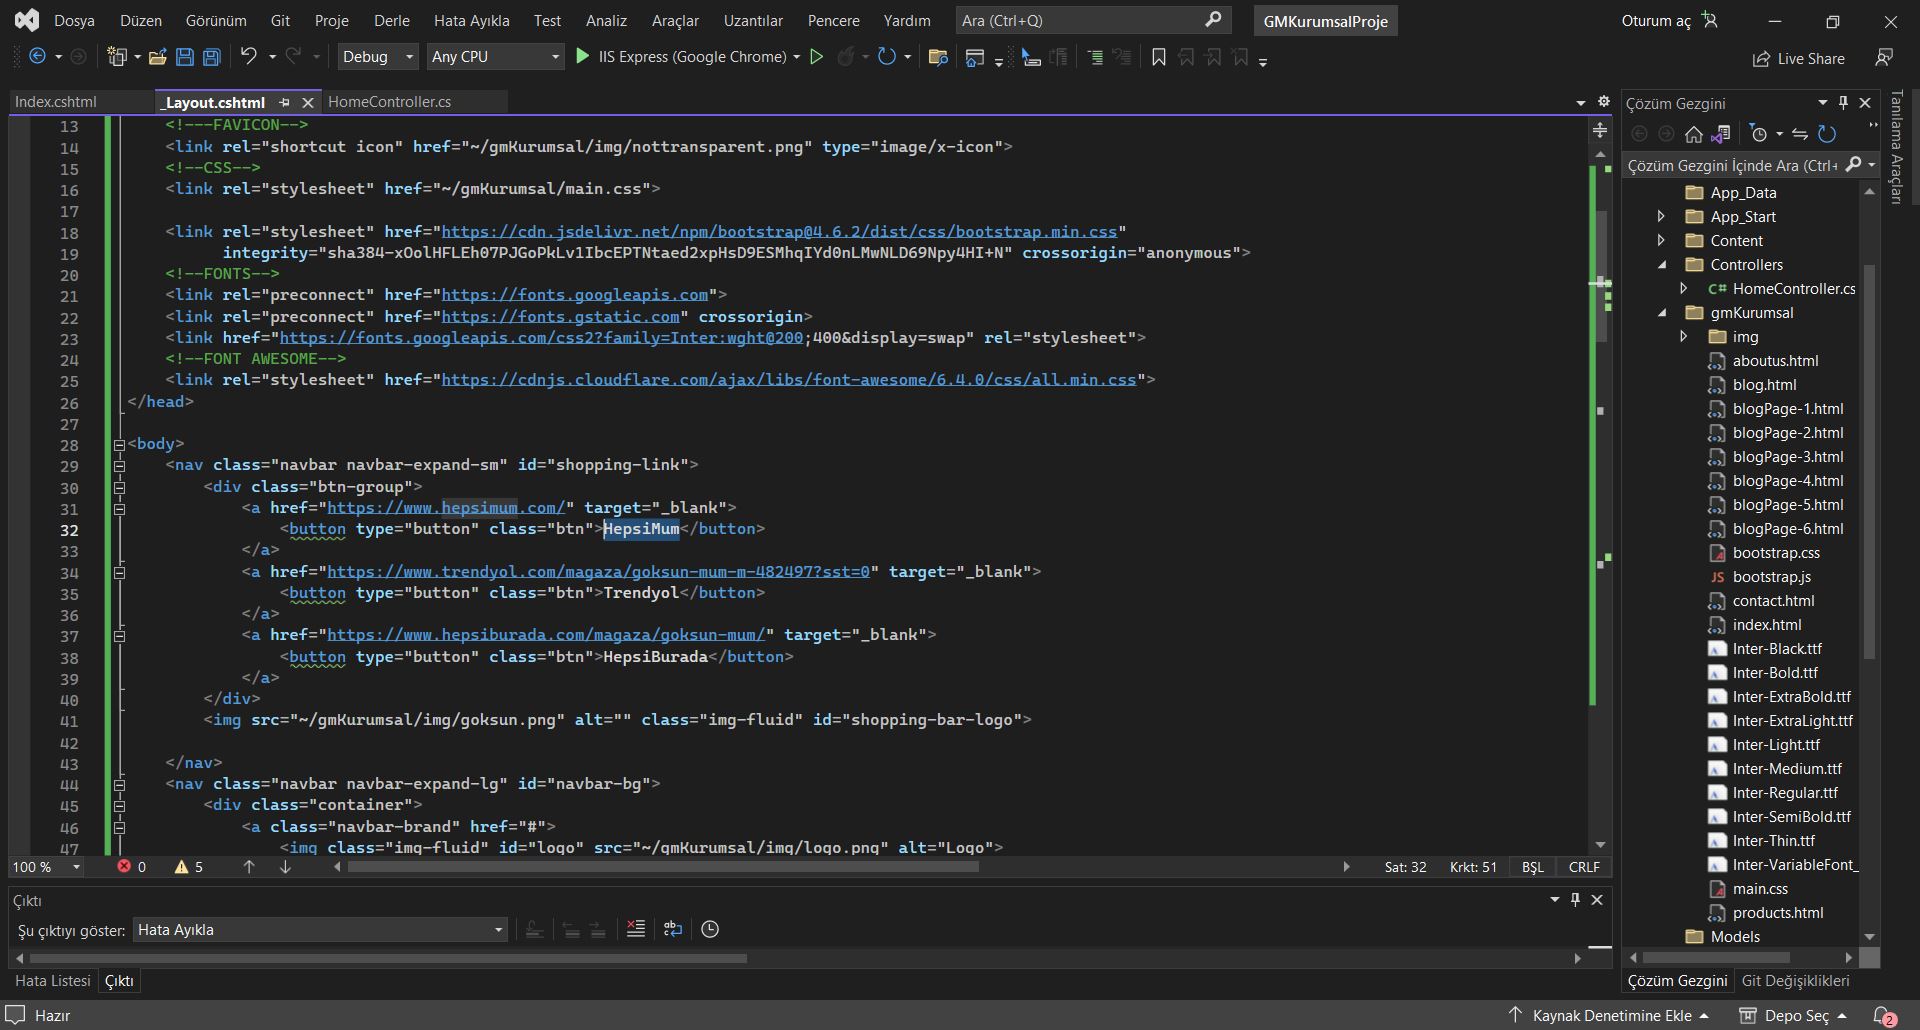 Dosya Düzen Görünüm Git Proje Derle Hata Ayıkla Test Analiz Araçlar Uzantılar Pencere Yardım Ara (Ctrl+Q) GMKurumsalProje Oturum aç
Debug Any CPU IIS Express (Google Chrome) Live Share
Index.cshtml _Layout.cshtml HomeController.cs
13 <!---FAVICON-->
14 <link rel="shortcut icon" href="~/gmKurumsal/img/nottransparent.png" type="image/x-icon">
15 <!--CSS-->
16 <link rel="stylesheet" href="~/gmKurumsal/main.css">
17
18 <link rel="stylesheet" href="https://cdn.jsdelivr.net/npm/bootstrap@4.6.2/dist/css/bootstrap.min.css"
19 integrity="sha384-xOolHFLEh07PJGoPkLv1IbcEPTNtaed2xpHsD9ESMhqIYd0nLMwNLD69Npy4HI+N" crossorigin="anonymous">
20 <!--FONTS-->
21 <link rel="preconnect" href="https://fonts.googleapis.com">
22 <link rel="preconnect" href="https://fonts.gstatic.com" crossorigin>
23 <link href="https://fonts.googleapis.com/css2?family=Inter:wght@200;400&display=swap" rel="stylesheet">
24 <!--FONT AWESOME-->
25 <link rel="stylesheet" href="https://cdnjs.cloudflare.com/ajax/libs/font-awesome/6.4.0/css/all.min.css">
26 </head>
27
28 <body>
29 <nav class="navbar navbar-expand-sm" id="shopping-link">
30 <div class="btn-group">
31 <a href="https://www.hepsimum.com/" target="_blank">
32 <button type="button" class="btn">HepsiMum</button>
33 </a>
34 <a href="https://www.trendyol.com/magaza/goksun-mum-m-482497?sst=0" target="_blank">
35 <button type="button" class="btn">Trendyol</button>
36 </a>
37 <a href="https://www.hepsiburada.com/magaza/goksun-mum/" target="_blank">
38 <button type="button" class="btn">HepsiBurada</button>
39 </a>
40 </div>
41 <img src="~/gmKurumsal/img/goksun.png" alt="" class="img-fluid" id="shopping-bar-logo">
42
43 </nav>
44 <nav class="navbar navbar-expand-lg" id="navbar-bg">
45 <div class="container">
46 <a class="navbar-brand" href="#">
47 <img class="img-fluid" id="logo" src="~/gmKurumsal/img/logo.png" alt="Logo">
100 % 0 5 Sat: 32 Krkt: 51 BŞL CRLF
Çıktı
Şu çıktıyı göster: Hata Ayıkla
Hata Listesi Çıktı
Çözüm Gezgini
Çözüm Gezgini İçinde Ara (Ctrl+
App_Data
App_Start
Content
Controllers
C# HomeController.cs
gmKurumsal
img
aboutus.html
blog.html
blogPage-1.html
blogPage-2.html
blogPage-3.html
blogPage-4.html
blogPage-5.html
blogPage-6.html
bootstrap.css
JS bootstrap.js
contact.html
index.html
Inter-Black.ttf
Inter-Bold.ttf
Inter-ExtraBold.ttf
Inter-ExtraLight.ttf
Inter-Light.ttf
Inter-Medium.ttf
Inter-Regular.ttf
Inter-SemiBold.ttf
Inter-Thin.ttf
Inter-VariableFont_
main.css
products.html
Models
Çözüm Gezgini Git Değişiklikleri
Tanılama Araçları
Hazır Kaynak Denetimine Ekle Depo Seç 2